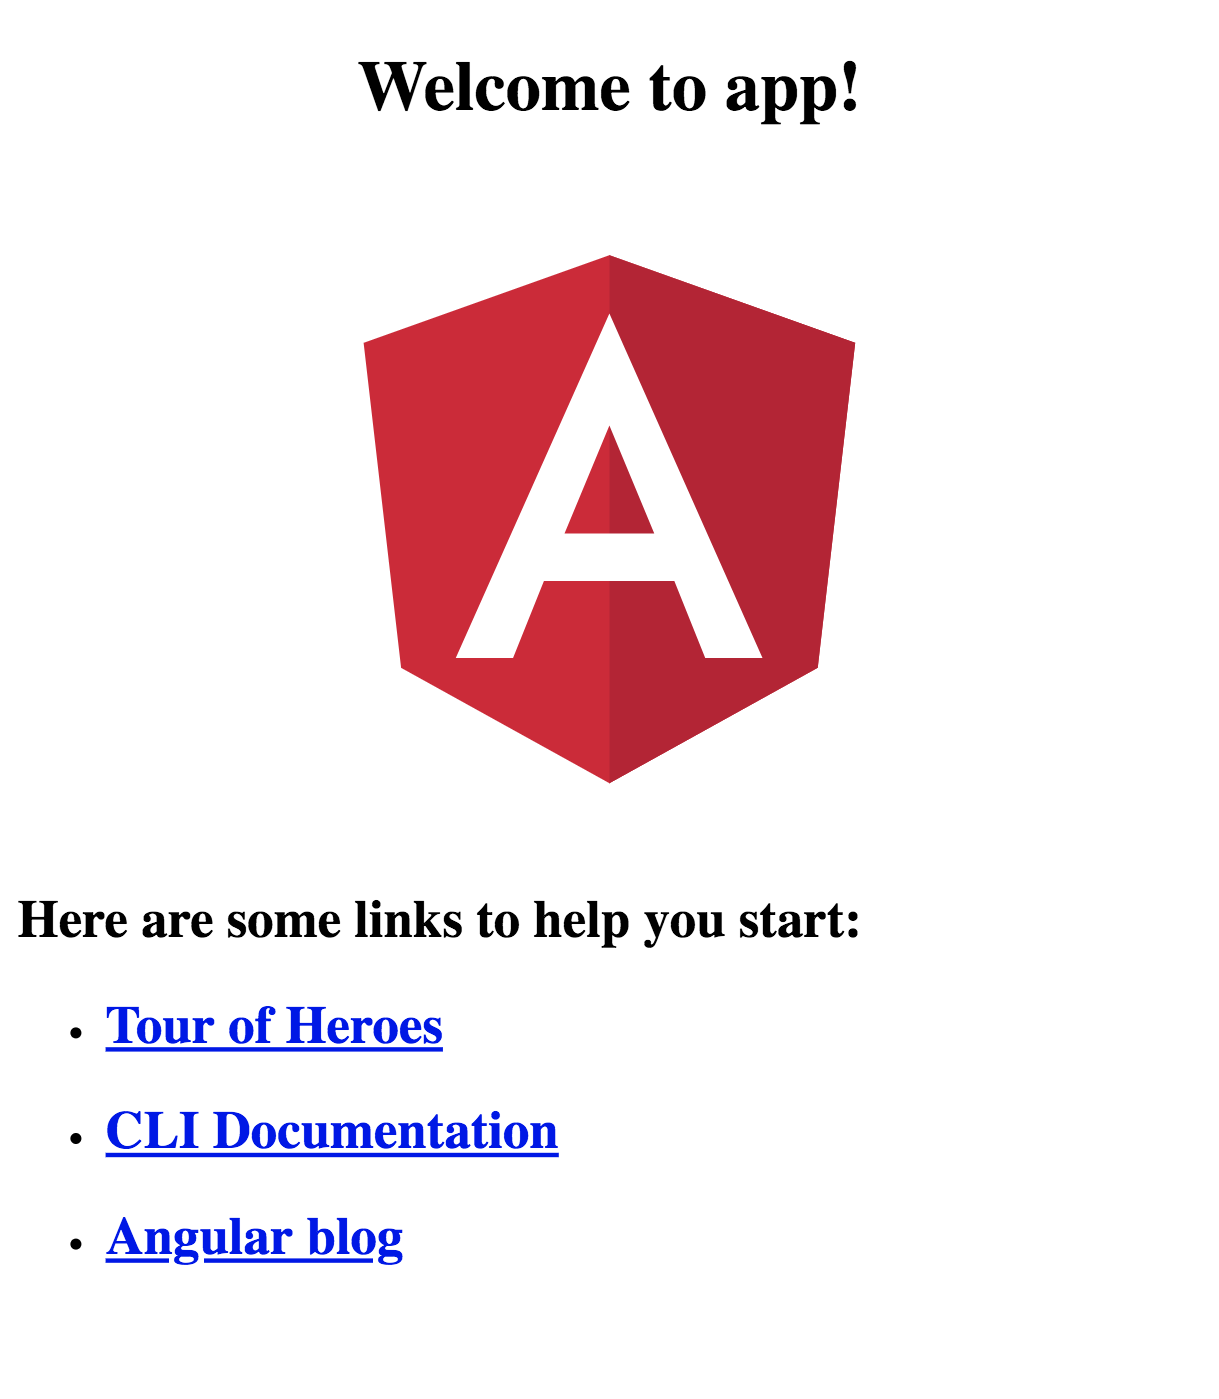 Welcome to app!
A
Here are some links to help you start:
Tour of Heroes
CLI Documentation
Angular blog